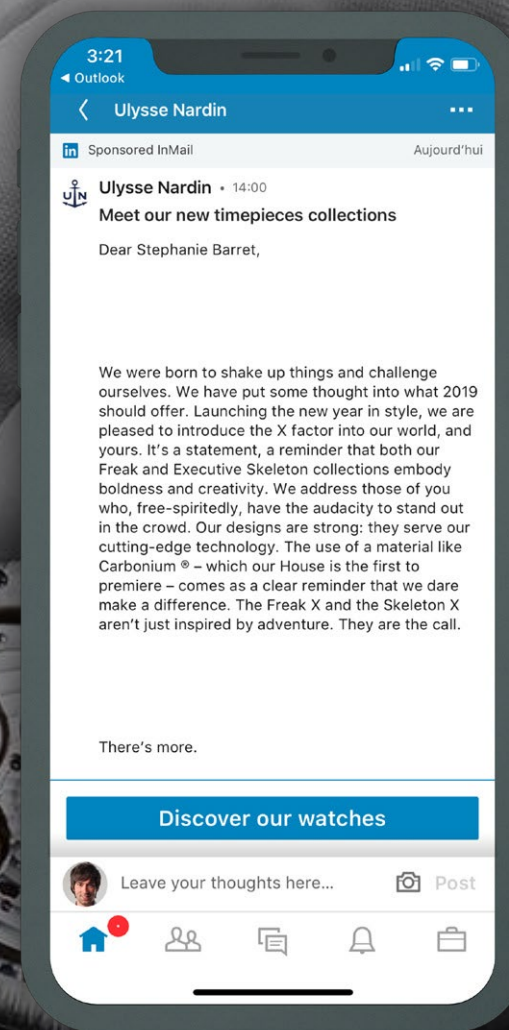 3:21
◀ Outlook
Ulysse Nardin
in Sponsored InMail Aujourd'hui
UN
Ulysse Nardin • 14:00
Meet our new timepieces collections
Dear Stephanie Barret,
We were born to shake up things and challenge
ourselves. We have put some thought into what 2019
should offer. Launching the new year in style, we are
pleased to introduce the X factor into our world, and
yours. It's a statement, a reminder that both our
Freak and Executive Skeleton collections embody
boldness and creativity. We address those of you
who, free-spiritedly, have the audacity to stand out
in the crowd. Our designs are strong: they serve our
cutting-edge technology. The use of a material like
Carbonium ® – which our House is the first to
premiere – comes as a clear reminder that we dare
make a difference. The Freak X and the Skeleton X
aren't just inspired by adventure. They are the call.
There's more.
Discover our watches
Leave your thoughts here... Post